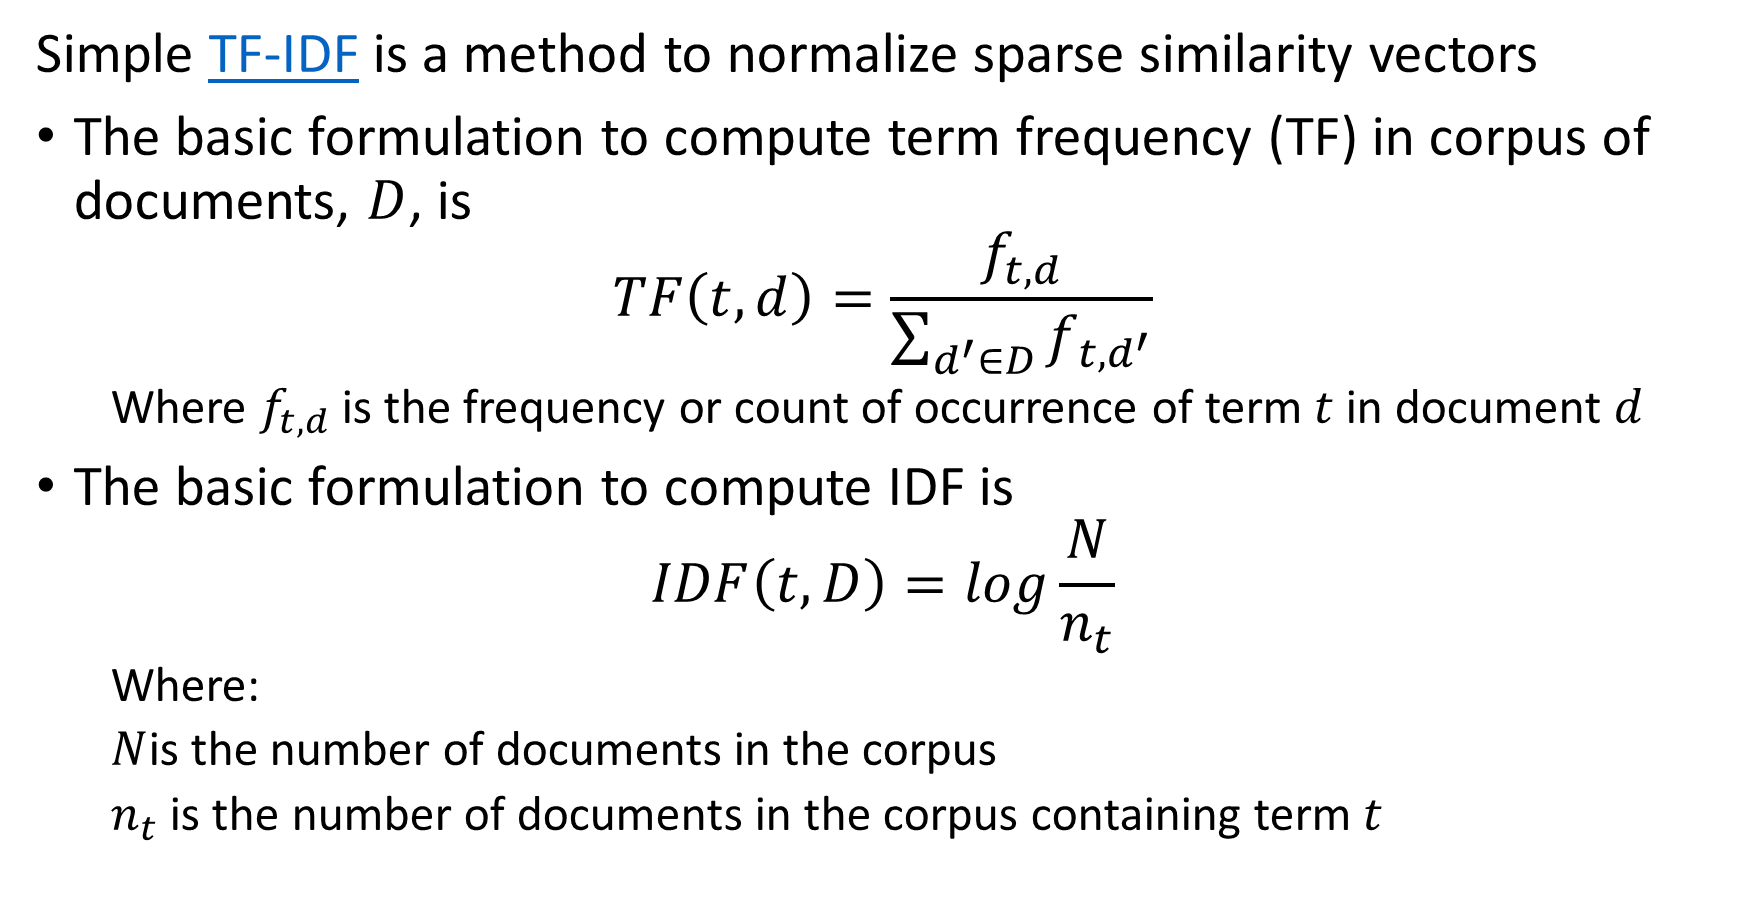 Simple TF-IDF is a method to normalize sparse similarity vectors
• The basic formulation to compute term frequency (TF) in corpus of
documents, D, is
TF(t, d) = f_{t,d} / ∑_{d′∈D} f_{t,d′}
Where f_{t,d} is the frequency or count of occurrence of term t in document d
• The basic formulation to compute IDF is
IDF(t, D) = log N / n_t
Where:
N is the number of documents in the corpus
n_t is the number of documents in the corpus containing term t